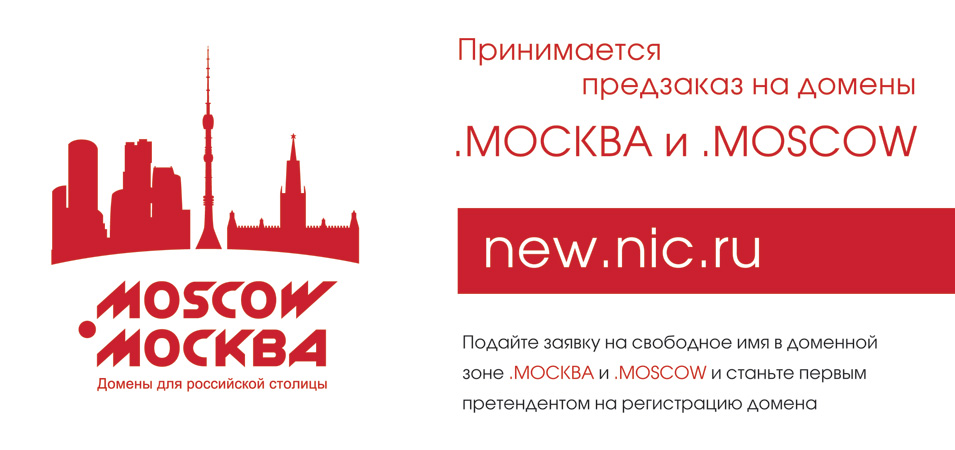 MOSCOW
.МОСКВА
Домены для российской столицы
Принимается
предзаказ на домены
.МОСКВА и .MOSCOW
new.nic.ru
Подайте заявку на свободное имя в доменной
зоне .МОСКВА и .MOSCOW и станьте первым
претендентом на регистрацию домена